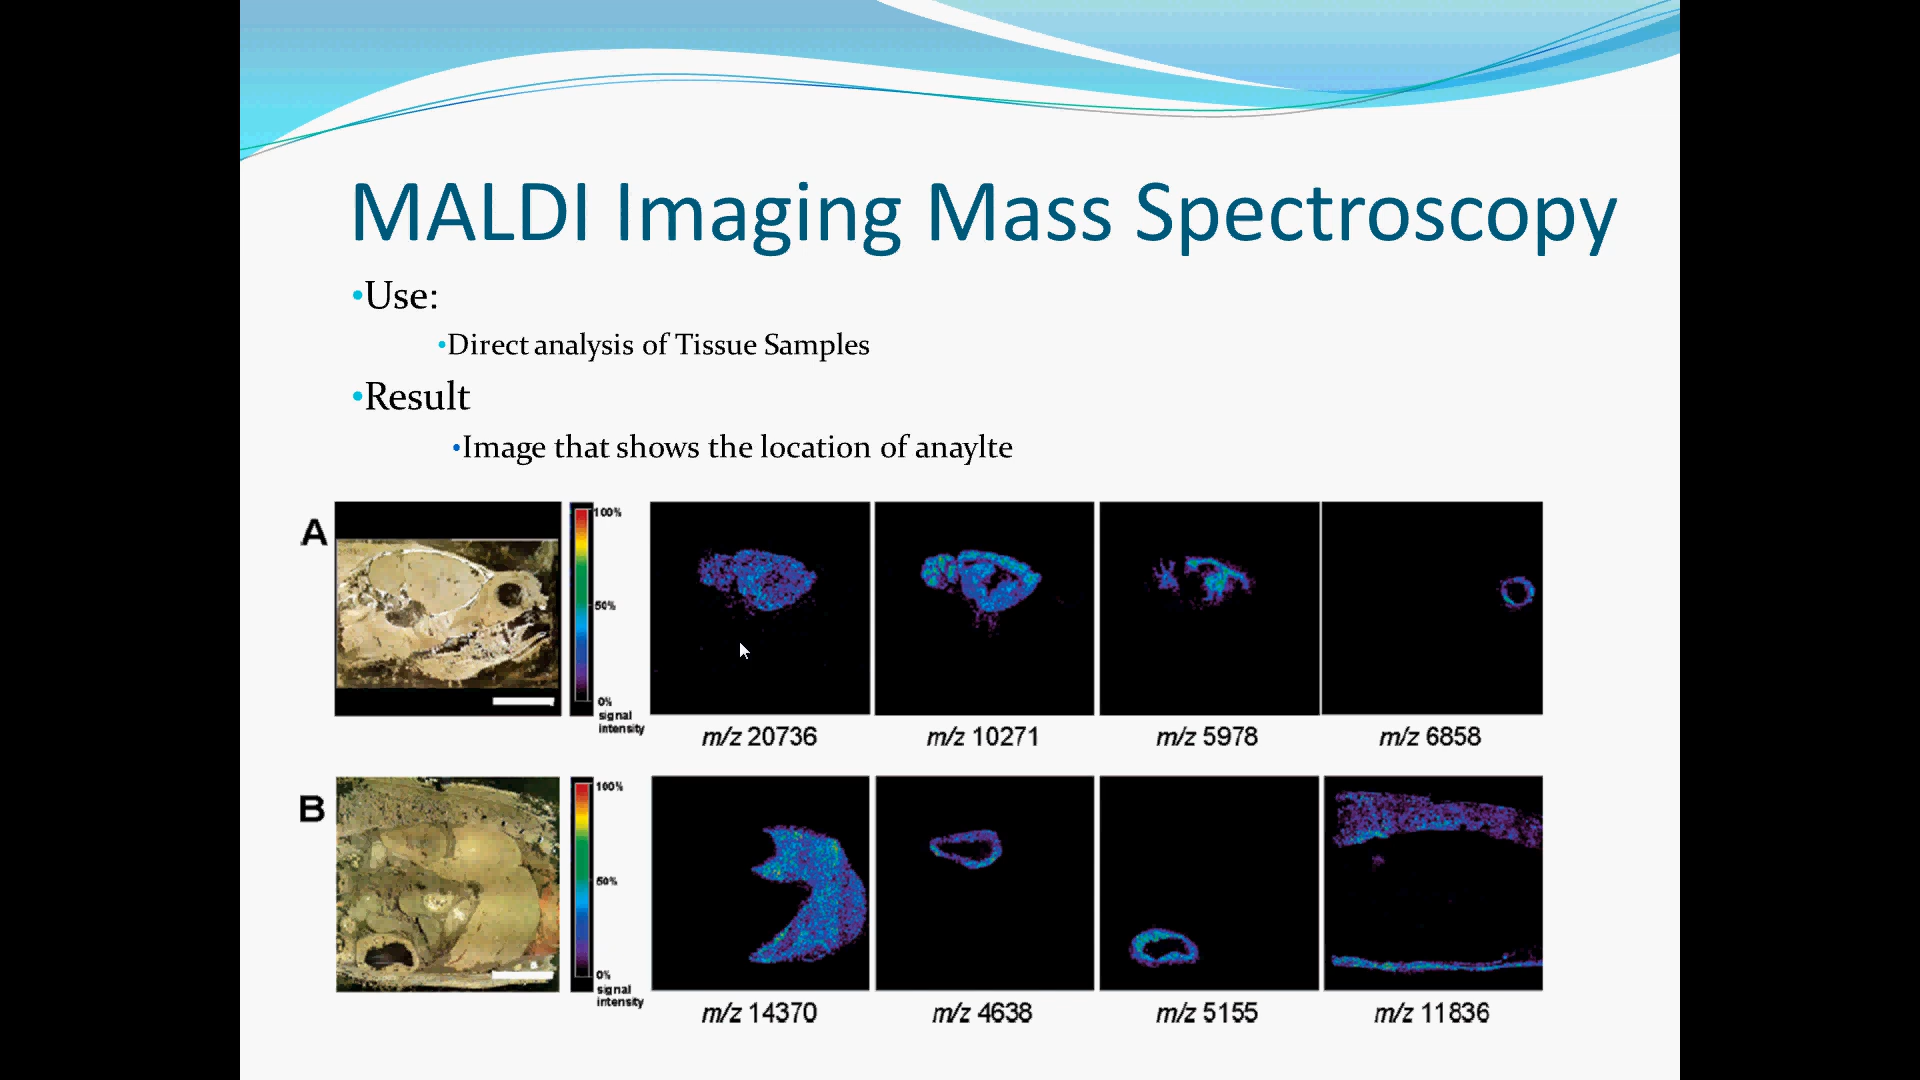 MALDI Imaging Mass Spectroscopy
•Use:
•Direct analysis of Tissue Samples
•Result
•Image that shows the location of anaylte
A
100%
50%
0%
signal
intensity
m/z 20736
m/z 10271
m/z 5978
m/z 6858
B
100%
50%
0%
signal
intensity
m/z 14370
m/z 4638
m/z 5155
m/z 11836